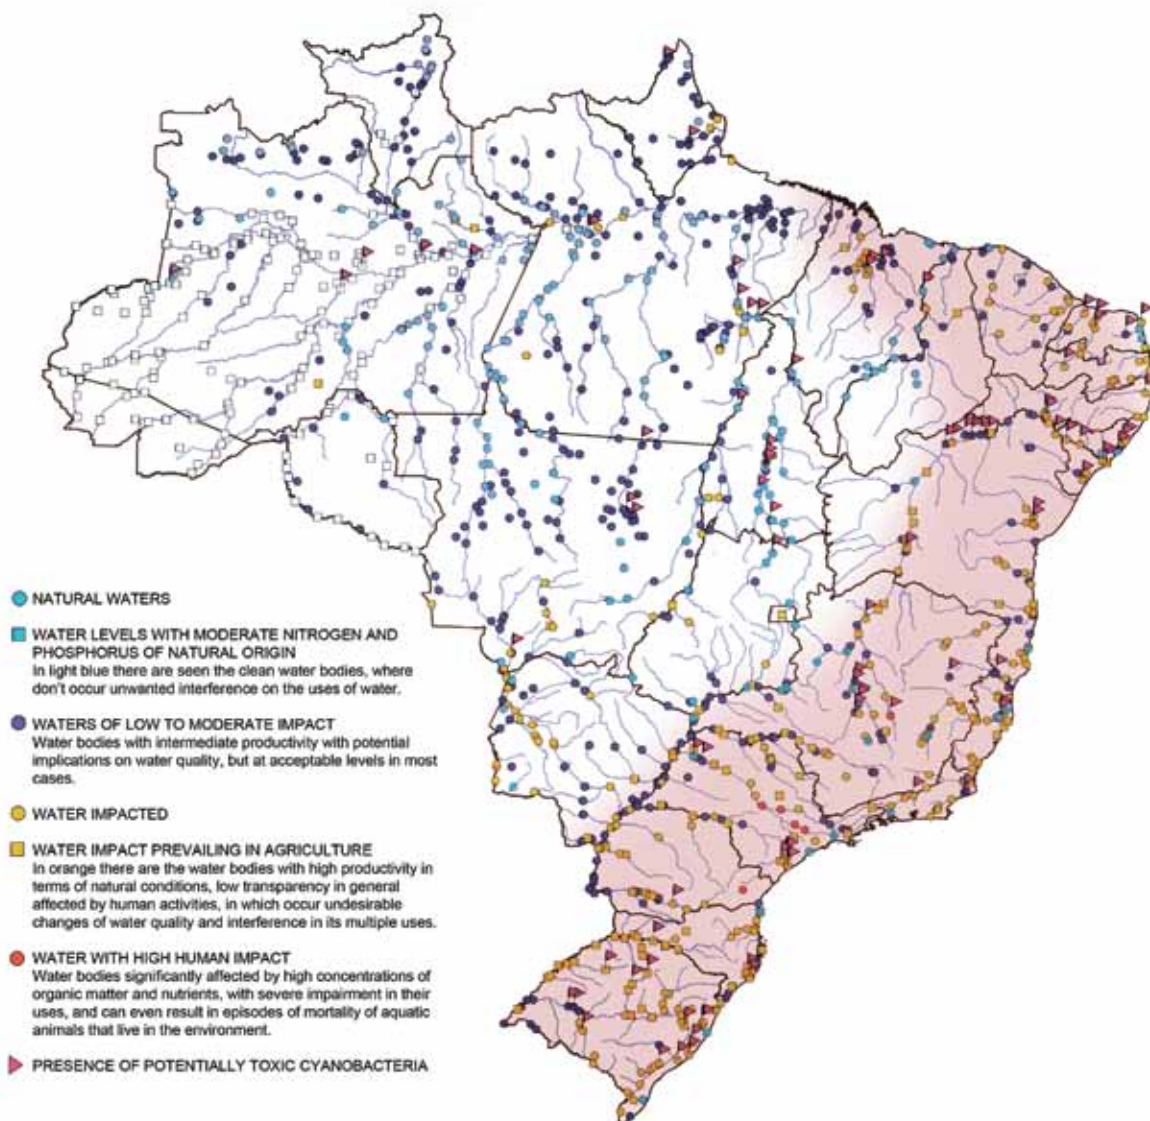 NATURAL WATERS
WATER LEVELS WITH MODERATE NITROGEN AND
PHOSPHORUS OF NATURAL ORIGIN
In light blue there are seen the clean water bodies, where
don't occur unwanted interference on the uses of water.
WATERS OF LOW TO MODERATE IMPACT
Water bodies with intermediate productivity with potential
implications on water quality, but at acceptable levels in most
cases.
WATER IMPACTED
WATER IMPACT PREVAILING IN AGRICULTURE
In orange there are the water bodies with high productivity in
terms of natural conditions, low transparency in general
affected by human activities, in which occur undesirable
changes of water quality and interference in its multiple uses.
WATER WITH HIGH HUMAN IMPACT
Water bodies significantly affected by high concentrations of
organic matter and nutrients, with severe impairment in their
uses, and can even result in episodes of mortality of aquatic
animals that live in the environment.
PRESENCE OF POTENTIALLY TOXIC CYANOBACTERIA